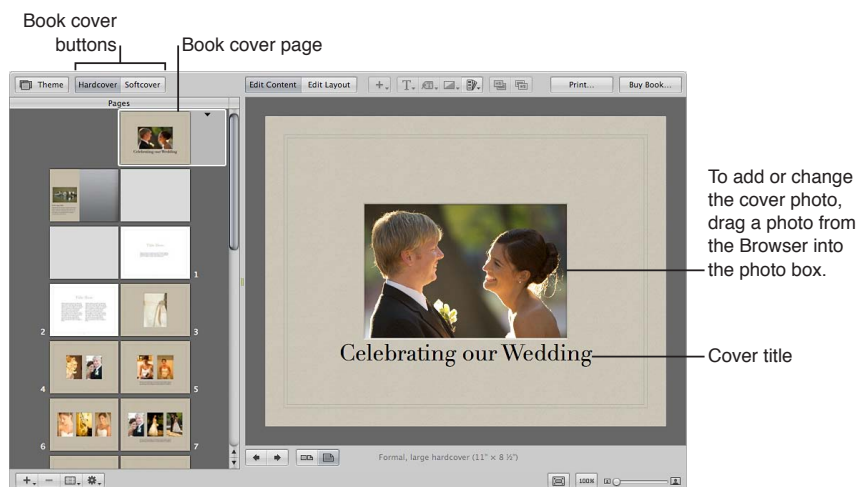 Book cover
buttons
Book cover page
Theme
Hardcover
Softcover
Edit Content
Edit Layout
Print...
Buy Book...
Pages
Celebrating our Wedding
1
2
3
4
5
6
7
Celebrating our Wedding
To add or change
the cover photo,
drag a photo from
the Browser into
the photo box.
Cover title
Formal, large hardcover (11" × 8 ½")
100%